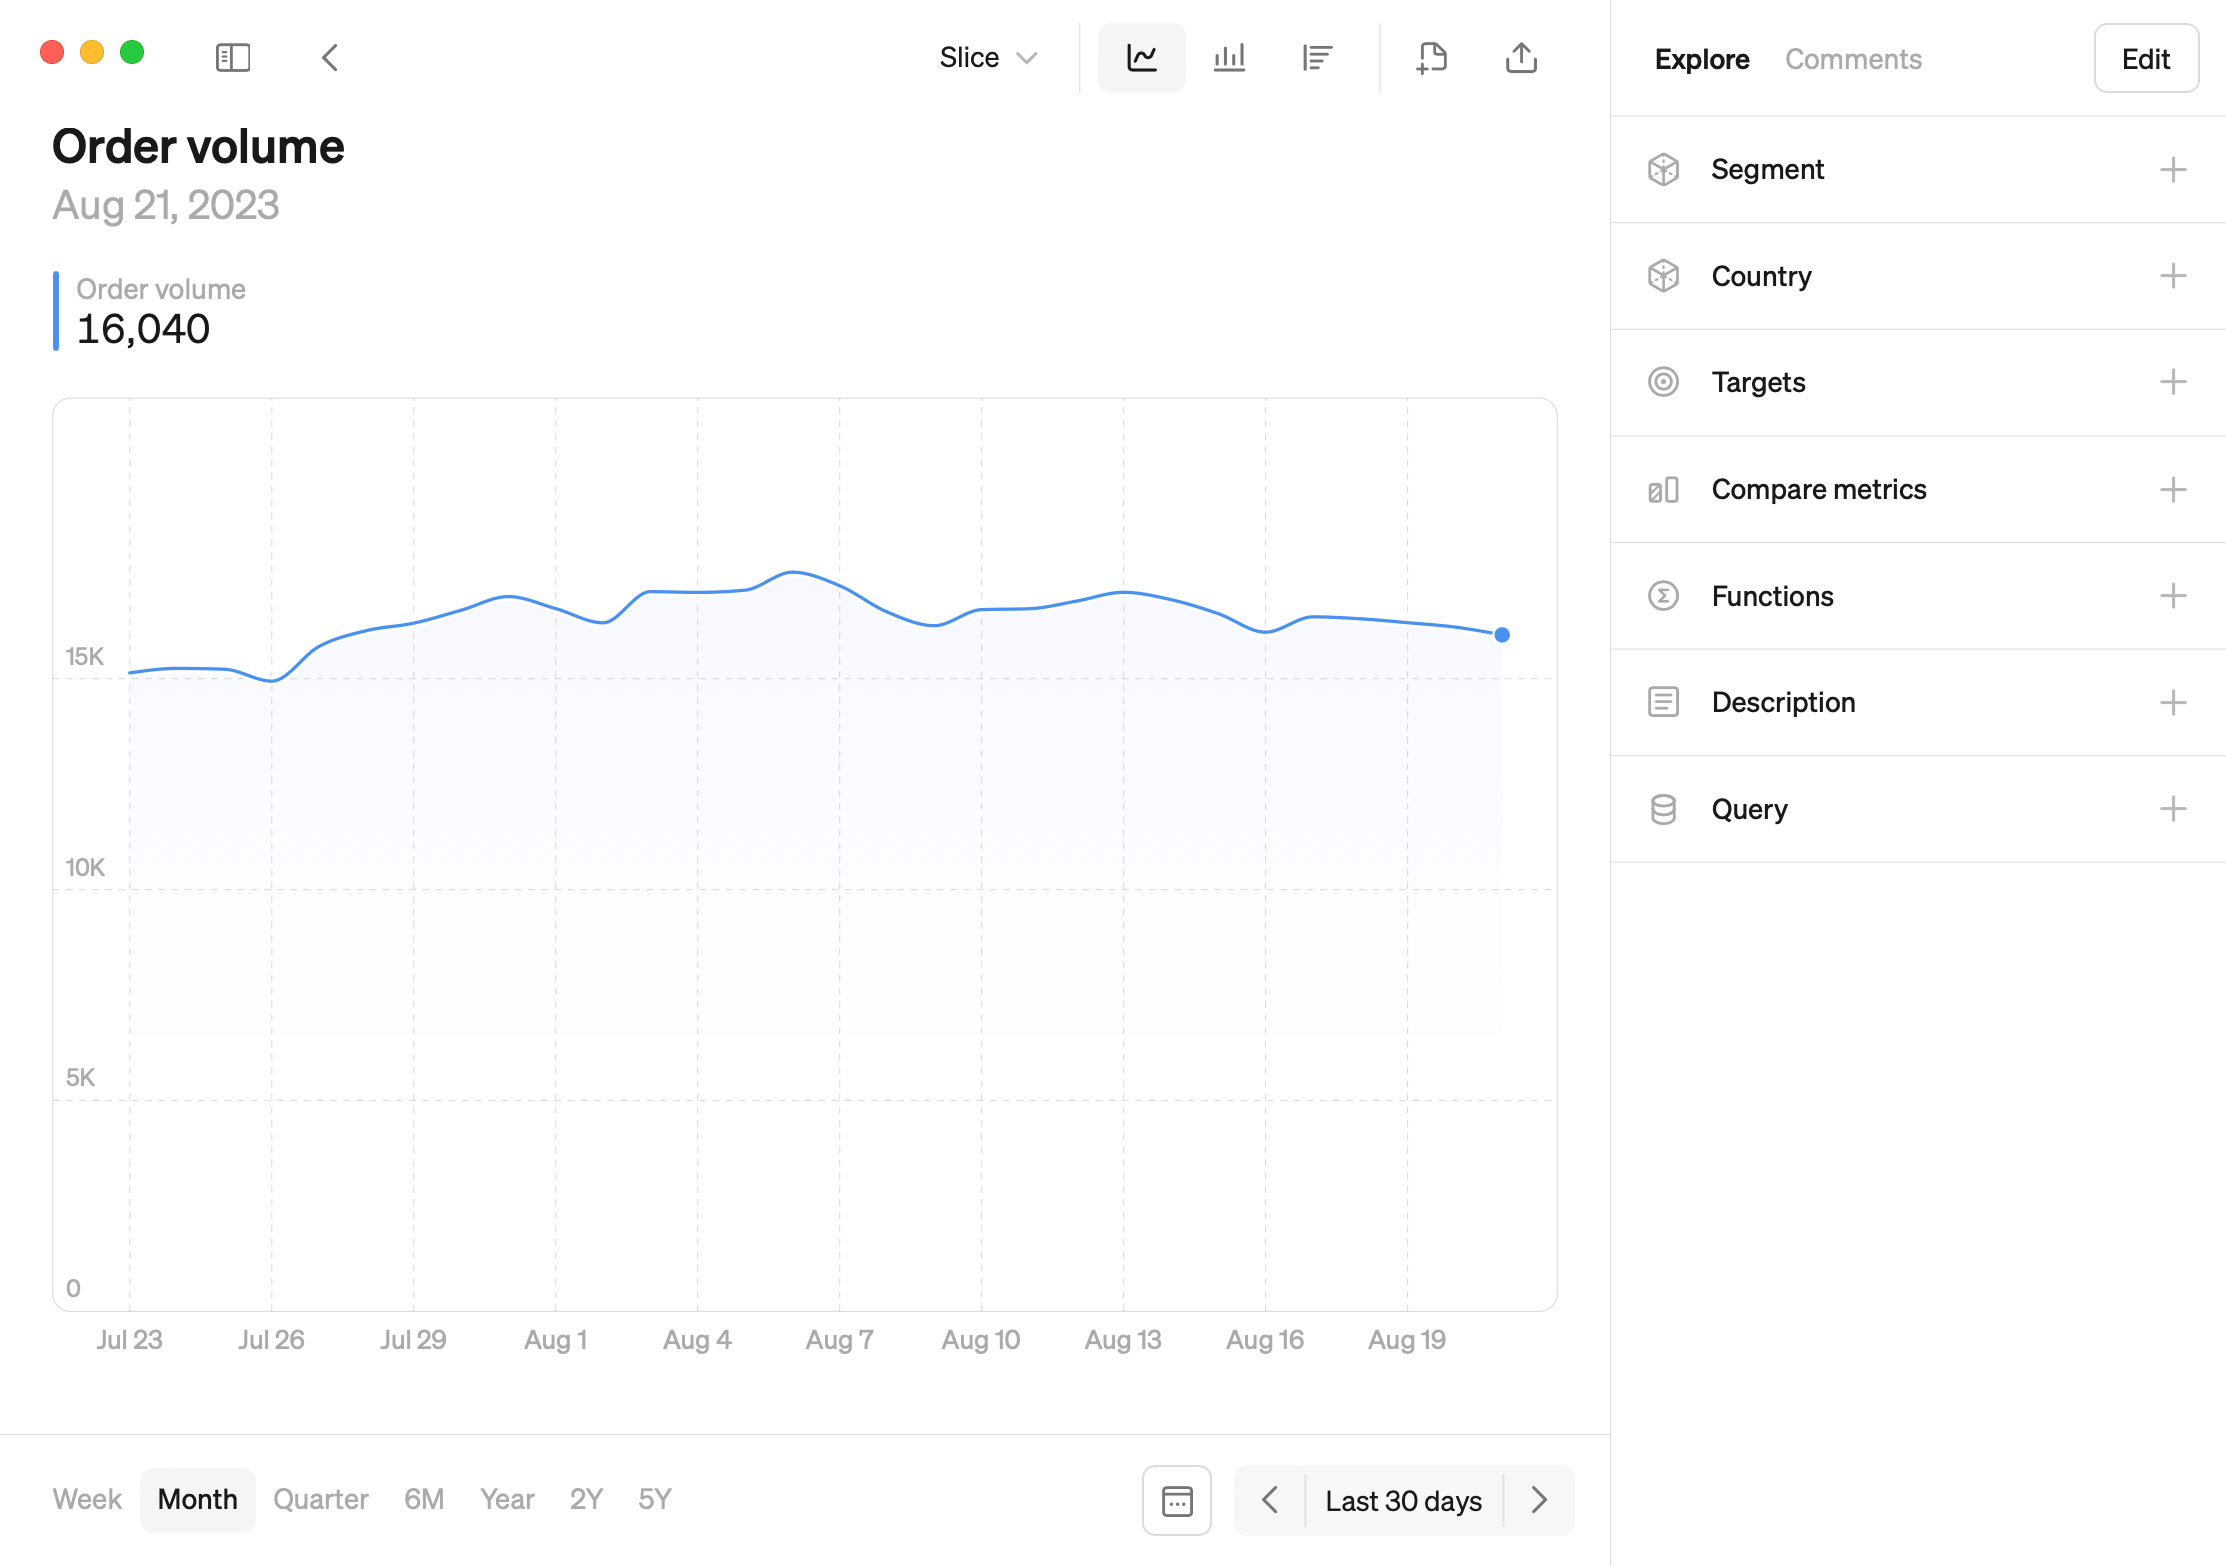 Slice
Explore Comments Edit
Order volume
Aug 21, 2023
Order volume
16,040
15K
10K
5K
0
Jul 23 Jul 26 Jul 29 Aug 1 Aug 4 Aug 7 Aug 10 Aug 13 Aug 16 Aug 19
Week Month Quarter 6M Year 2Y 5Y
Last 30 days
Segment
Country
Targets
Compare metrics
Functions
Description
Query